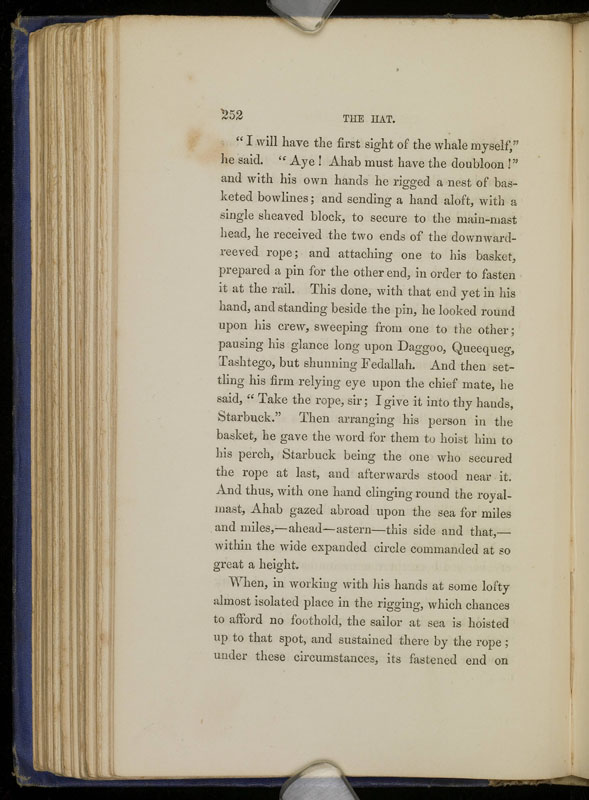 252
THE HAT.
“ I will have the first sight of the whale myself,”
he said. “ Aye ! Ahab must have the doubloon !”
and with his own hands he rigged a nest of bas-
keted bowlines ; and sending a hand aloft, with a
single sheaved block, to secure to the main-mast
head, he received the two ends of the downward-
reeved rope ; and attaching one to his basket,
prepared a pin for the other end, in order to fasten
it at the rail. This done, with that end yet in his
hand, and standing beside the pin, he looked round
upon his crew, sweeping from one to the other ;
pausing his glance long upon Daggoo, Queequeg,
Tashtego, but shunning Fedallah. And then set-
tling his firm relying eye upon the chief mate, he
said, “ Take the rope, sir ; I give it into thy hands,
Starbuck.” Then arranging his person in the
basket, he gave the word for them to hoist him to
his perch, Starbuck being the one who secured
the rope at last, and afterwards stood near it.
And thus, with one hand clinging round the royal-
mast, Ahab gazed abroad upon the sea for miles
and miles,—ahead—astern—this side and that,—
within the wide expanded circle commanded at so
great a height.
When, in working with his hands at some lofty
almost isolated place in the rigging, which chances
to afford no foothold, the sailor at sea is hoisted
up to that spot, and sustained there by the rope ;
under these circumstances, its fastened end on